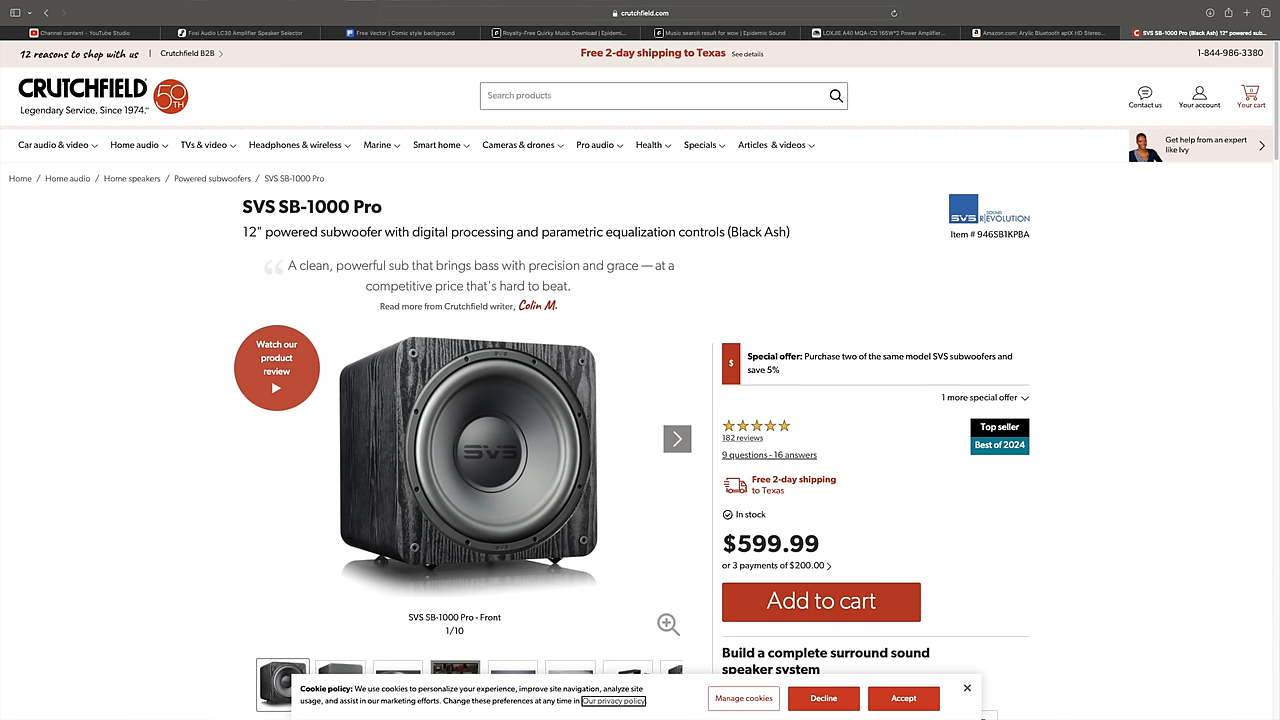 crutchfield.com
Channel content - YouTube Studio
Fosi Audio LC30 Amplifier Speaker Selector
Free Vector | Comic style background
Royalty-Free Quirky Music Download | Epidemi...
Music search result for wow | Epidemic Sound
LOXJIE A40 MQA-CD 165W*2 Power Amplifier...
Amazon.com: Arylic Bluetooth aptX HD Stereo...
SVS SB-1000 Pro (Black Ash) 12" powered sub...
12 reasons to shop with us | Crutchfield B2B
Free 2-day shipping to Texas See details
1-844-986-3380
CRUTCHFIELD
50TH
Legendary Service, Since 1974.
Search products
Contact us
Your account
0
Your cart
Car audio & video
Home audio
TVs & video
Headphones & wireless
Marine
Smart home
Cameras & drones
Pro audio
Health
Specials
Articles & videos
Get help from an expert
like Ivy
Home / Home audio / Home speakers / Powered subwoofers / SVS SB-1000 Pro
SVS SB-1000 Pro
12" powered subwoofer with digital processing and parametric equalization controls (Black Ash)
SVS SOUND R|EVOLUTION
Item # 946SB1KPBA
“ A clean, powerful sub that brings bass with precision and grace — at a
competitive price that's hard to beat.
Read more from Crutchfield writer, Colin M.
Watch our
product
review
SVS
$
Special offer: Purchase two of the same model SVS subwoofers and
save 5%
1 more special offer
182 reviews
9 questions - 16 answers
Top seller
Best of 2024
Free 2-day shipping
to Texas
In stock
$599.99
or 3 payments of $200.00
Add to cart
SVS SB-1000 Pro - Front
1/10
Build a complete surround sound
speaker system
Cookie policy: We use cookies to personalize your experience, improve site navigation, analyze site
usage, and assist in our marketing efforts. Change these preferences at any time in Our privacy policy.
Manage cookies
Decline
Accept